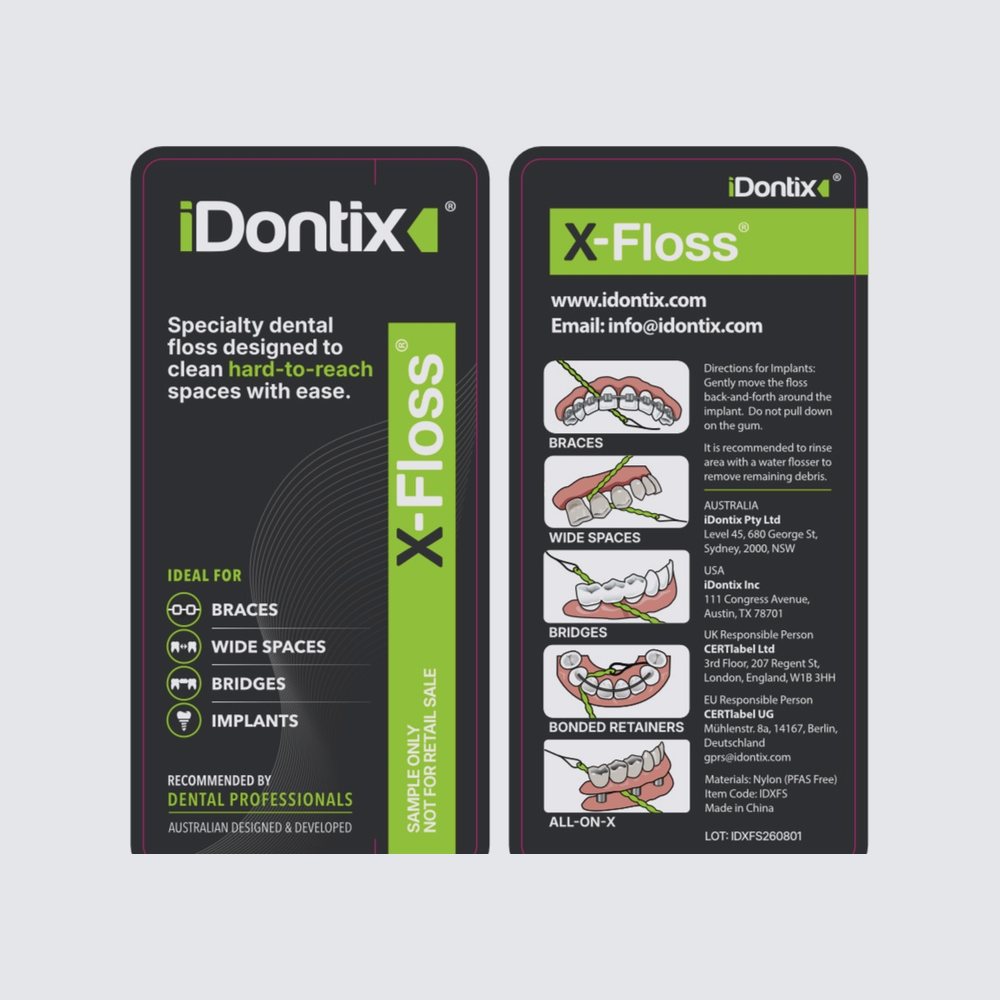 iDontix®
Specialty dental
floss designed to
clean hard-to-reach
spaces with ease.
X-Floss®
IDEAL FOR
BRACES
WIDE SPACES
BRIDGES
IMPLANTS
RECOMMENDED BY
DENTAL PROFESSIONALS
AUSTRALIAN DESIGNED & DEVELOPED
SAMPLE ONLY
NOT FOR RETAIL SALE
iDontix®
X-Floss®
www.idontix.com
Email: info@idontix.com
BRACES
WIDE SPACES
BRIDGES
BONDED RETAINERS
ALL-ON-X
Directions for Implants:
Gently move the floss
back-and-forth around the
implant. Do not pull down
on the gum.
It is recommended to rinse
area with a water flosser to
remove remaining debris.
AUSTRALIA
iDontix Pty Ltd
Level 45, 680 George St,
Sydney, 2000, NSW
USA
iDontix Inc
111 Congress Avenue,
Austin, TX 78701
UK Responsible Person
CERTlabel Ltd
3rd Floor, 207 Regent St,
London, England, W1B 3HH
EU Responsible Person
CERTlabel UG
Mühlenstr. 8a, 14167, Berlin,
Deutschland
gprs@idontix.com
Materials: Nylon (PFAS Free)
Item Code: IDXFS
Made in China
LOT: IDXFS260801